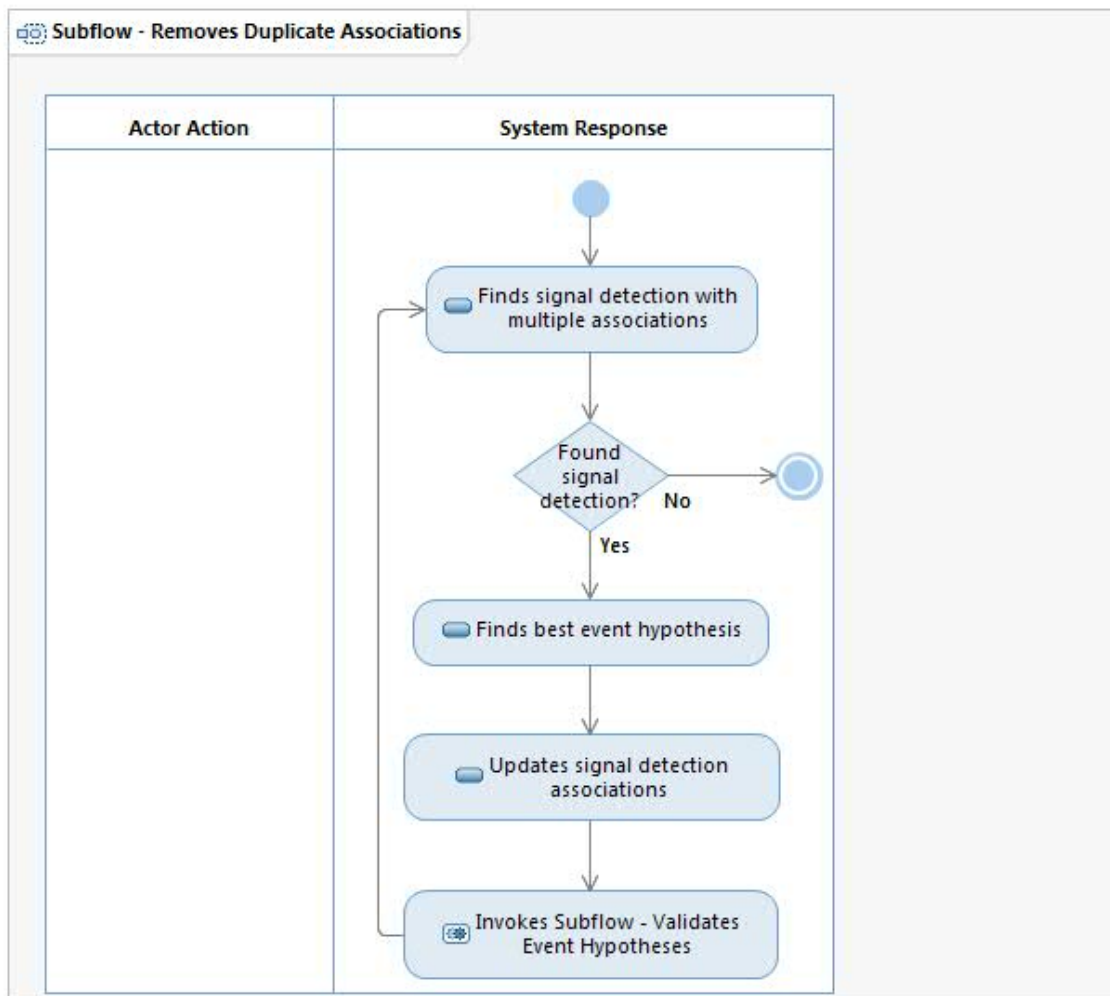 Subflow - Removes Duplicate Associations
Actor Action
System Response
Finds signal detection with
multiple associations
Found
signal
detection?
No
Yes
Finds best event hypothesis
Updates signal detection
associations
Invokes Subflow - Validates
Event Hypotheses